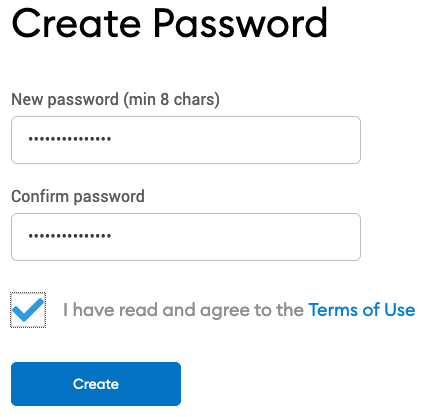 Create Password
New password (min 8 chars)
•••••••••••••••
Confirm password
•••••••••••••••
I have read and agree to the Terms of Use
Create